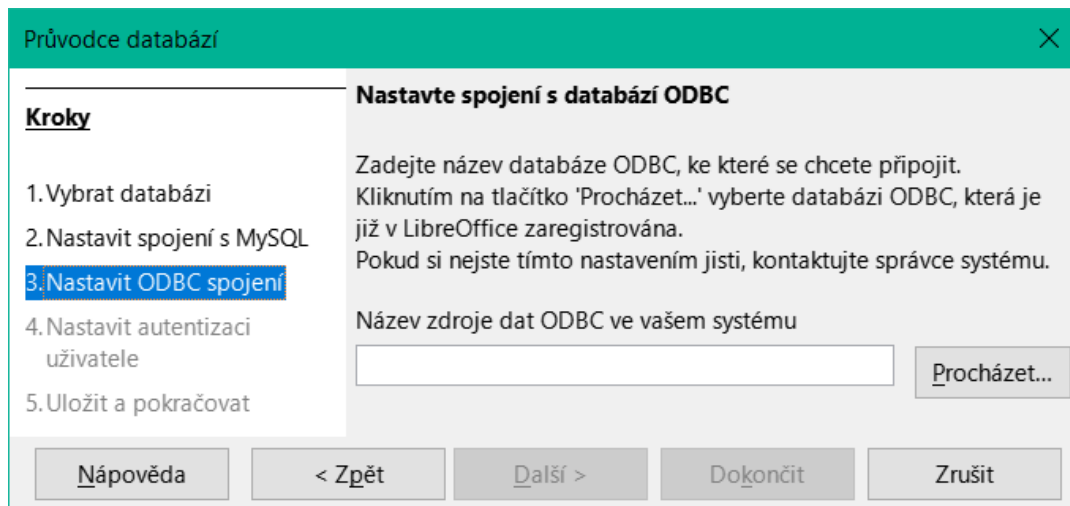 Průvodce databází
Kroky
1. Vybrat databázi
2. Nastavit spojení s MySQL
3. Nastavit ODBC spojení
4. Nastavit autentizaci
uživatele
5. Uložit a pokračovat
Nastavte spojení s databází ODBC
Zadejte název databáze ODBC, ke které se chcete připojit.
Kliknutím na tlačítko 'Procházet...' vyberte databázi ODBC, která je
již v LibreOffice zaregistrována.
Pokud si nejste tímto nastavením jisti, kontaktujte správce systému.
Název zdroje dat ODBC ve vašem systému
Procházet...
Nápověda
< Zpět
Další >
Dokončit
Zrušit